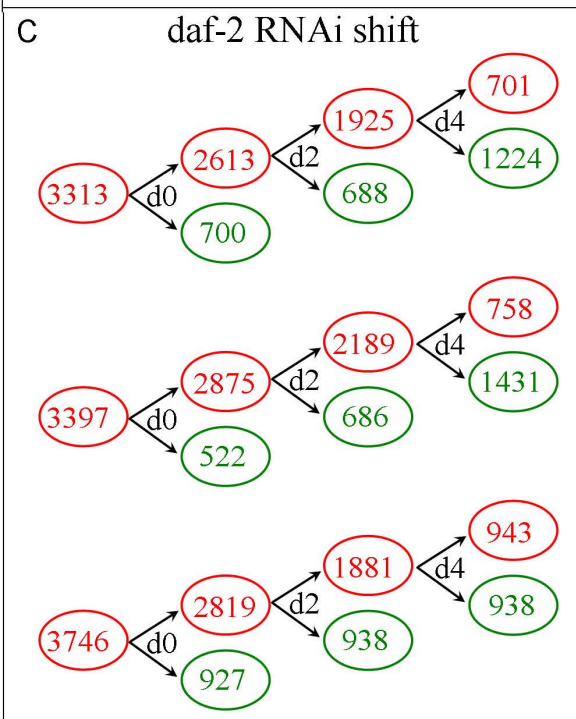 C daf-2 RNAi shift
701
1925
d4
2613
1224
d2
3313
688
d0
700
758
2189
d4
2875
1431
d2
3397
686
d0
522
943
1881
d4
2819
938
d2
3746
938
d0
927